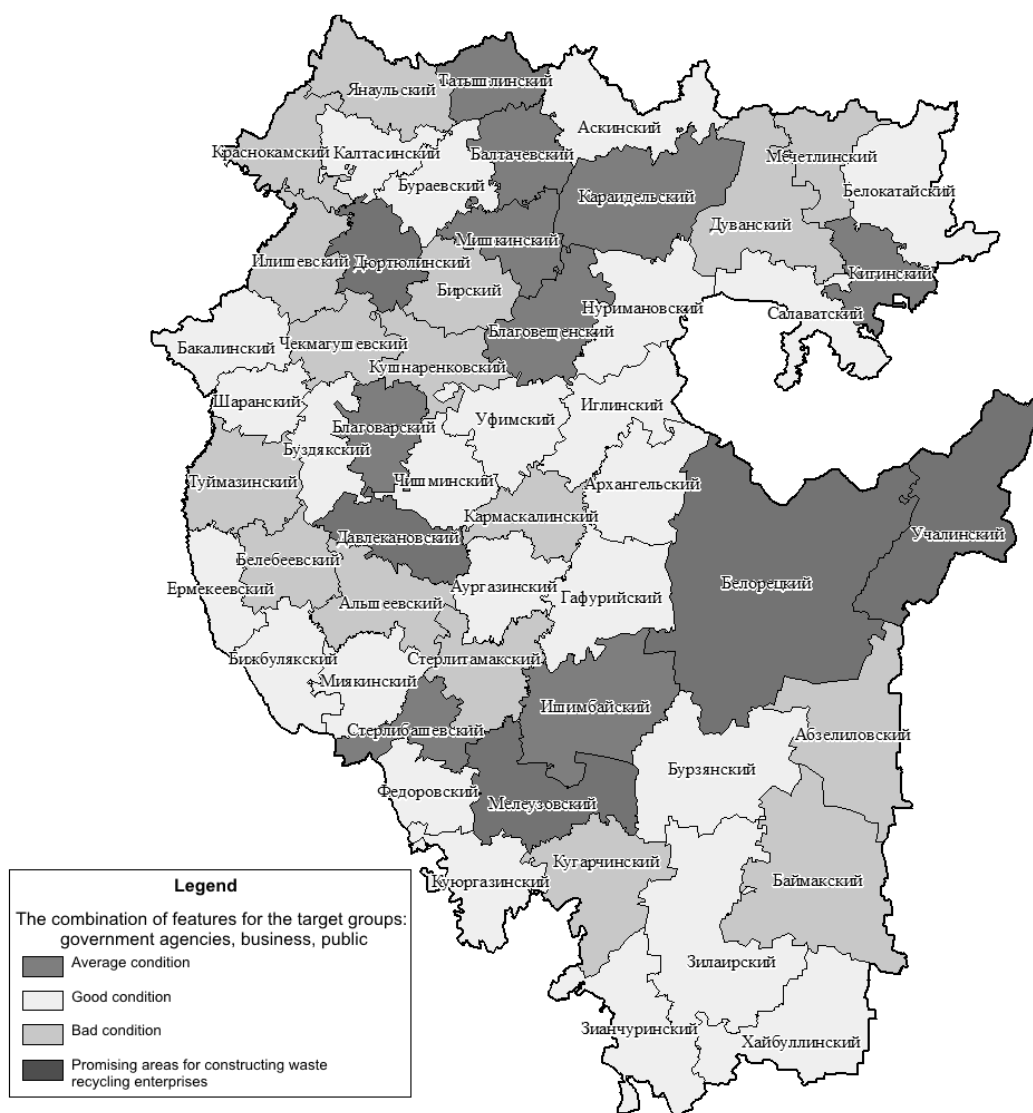 Татышлинский
Янаульский
Аскинский
Краснокамский
Калтасинский
Балтачевский
Мечетлинский
Бураевский
Белокатайский
Караидельский
Дуванский
Мишкинский
Илишевский
Дюртюлинский
Кигинский
Бирский
Нуримановский
Салаватский
Благовещенский
Чекмагушевский
Бакалинский
Кушнаренковский
Шаранский
Иглинский
Уфимский
Благоварский
Буздякский
Туймазинский
Чишминский
Архангельский
Кармаскалинский
Давлекановский
Учалинский
Белебеевский
Ермекеевский
Аургазинский
Белорецкий
Гафурийский
Альшеевский
Бижбулякский
Стерлитамакский
Миякинский
Ишимбайский
Стерлибашевский
Абзелиловский
Бурзянский
Федоровский
Мелеузовский
Кугарчинский
Баймакский
Куюргазинский
Зилаирский
Зианчуринский
Хайбуллинский
Legend
The combination of features for the target groups:
government agencies, business, public
Average condition
Good condition
Bad condition
Promising areas for constructing waste
recycling enterprises